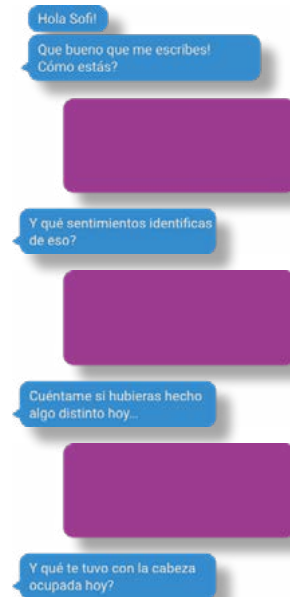 Hola Sofi!
Que bueno que me escribes!
Cómo estás?
Y qué sentimientos identificas
de eso?
Cuéntame si hubieras hecho
algo distinto hoy...
Y qué te tuvo con la cabeza
ocupada hoy?